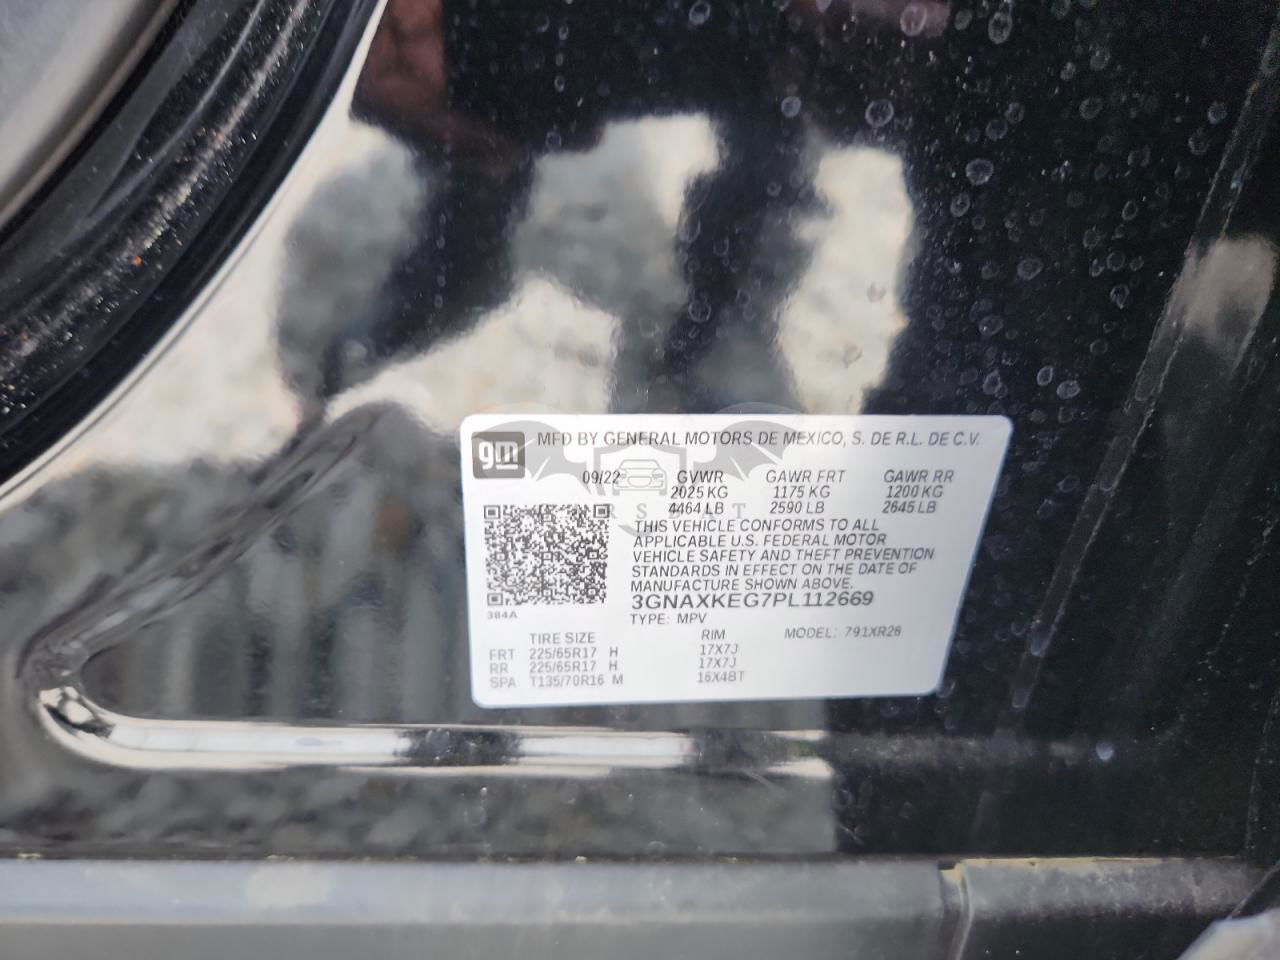 gm MFD BY GENERAL MOTORS DE MEXICO, S. DE R.L. DE C.V.
09/22 GVWR GAWR FRT GAWR RR
2025 KG 1175 KG 1200 KG
4464 LB 2590 LB 2645 LB
THIS VEHICLE CONFORMS TO ALL
APPLICABLE U.S. FEDERAL MOTOR
VEHICLE SAFETY AND THEFT PREVENTION
STANDARDS IN EFFECT ON THE DATE OF
MANUFACTURE SHOWN ABOVE.
3GNAXKEG7PL112669
384A
TYPE: MPV
TIRE SIZE RIM MODEL: 791XR26
FRT 225/65R17 H 17X7J
RR 225/65R17 H 17X7J
SPA T135/70R16 M 16X4BT